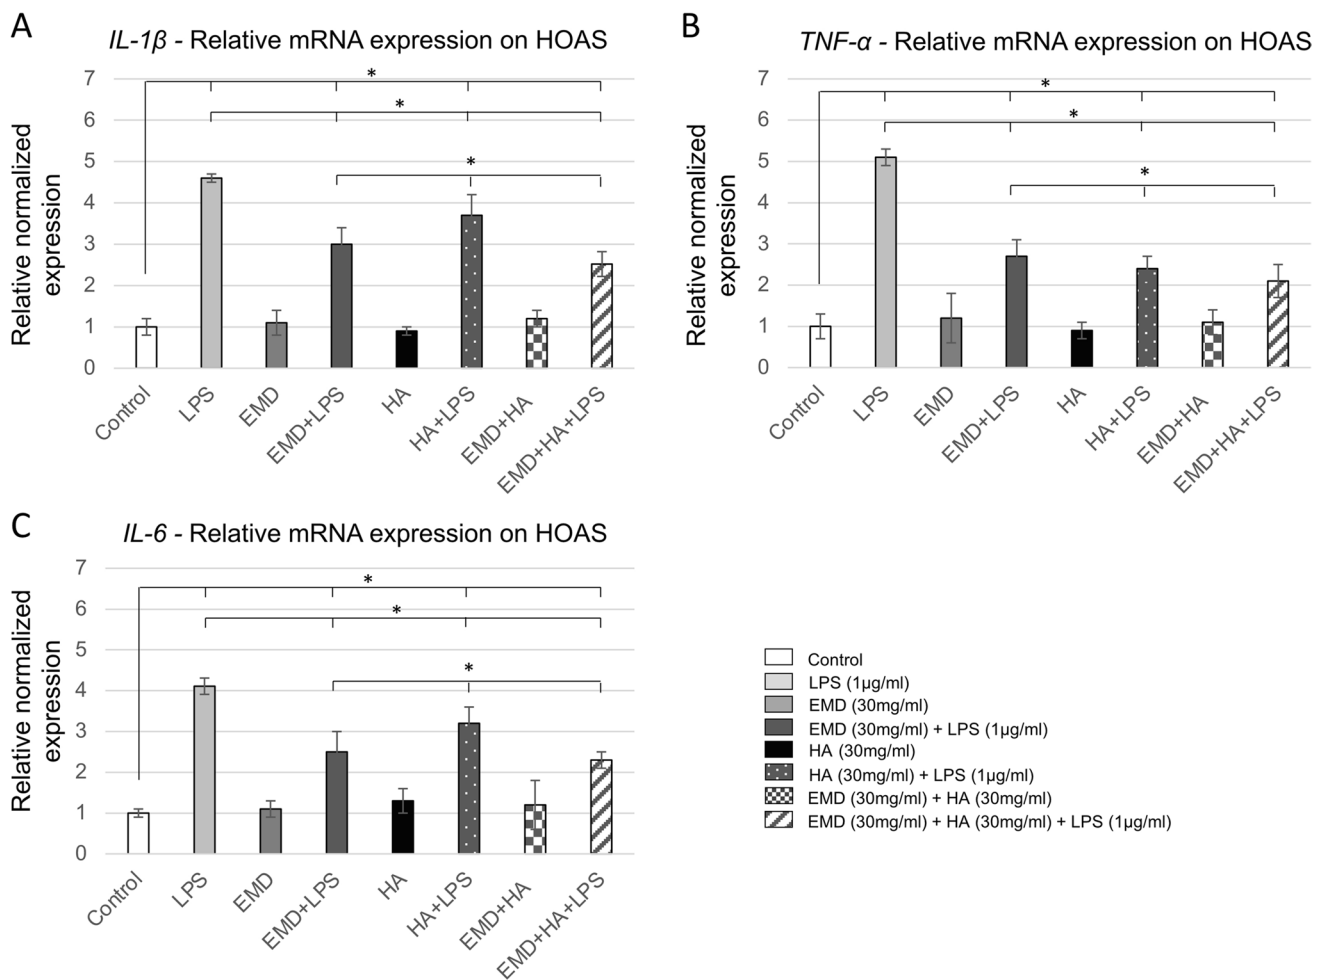 A
IL-1β - Relative mRNA expression on HOAS
Relative normalized
expression
7
6
5
4
3
2
1
0
*
*
*
Control
LPS
EMD
EMD+LPS
HA
HA+LPS
EMD+HA
EMD+HA+LPS
B
TNF-α - Relative mRNA expression on HOAS
Relative normalized
expression
7
6
5
4
3
2
1
0
*
*
*
Control
LPS
EMD
EMD+LPS
HA
HA+LPS
EMD+HA
EMD+HA+LPS
C
IL-6 - Relative mRNA expression on HOAS
Relative normalized
expression
7
6
5
4
3
2
1
0
*
*
*
Control
LPS
EMD
EMD+LPS
HA
HA+LPS
EMD+HA
EMD+HA+LPS
Control
LPS (1µg/ml)
EMD (30mg/ml)
EMD (30mg/ml) + LPS (1µg/ml)
HA (30mg/ml)
HA (30mg/ml) + LPS (1µg/ml)
EMD (30mg/ml) + HA (30mg/ml)
EMD (30mg/ml) + HA (30mg/ml) + LPS (1µg/ml)